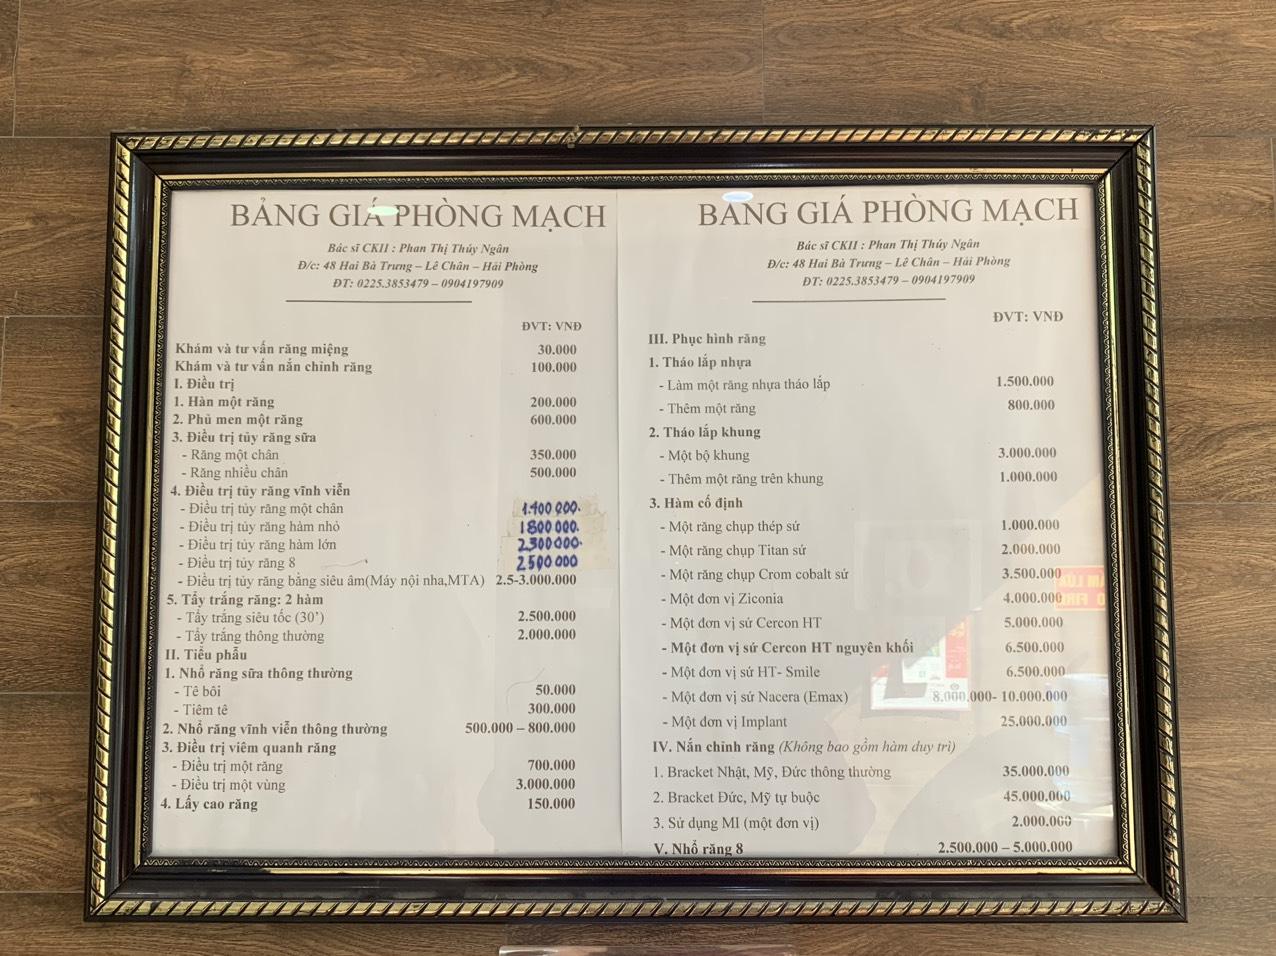 BẢNG GIÁ PHÒNG MẠCH
Bác sĩ CKII : Phan Thị Thúy Ngân
Đ/c: 48 Hai Bà Trưng – Lê Chân – Hải Phòng
ĐT: 0225.3853479 – 0904197909
ĐVT: VNĐ
Khám và tư vấn răng miệng 30.000
Khám và tư vấn nắn chỉnh răng 100.000
I. Điều trị
1. Hàn một răng 200.000
2. Phủ men một răng 600.000
3. Điều trị tủy răng sữa
- Răng một chân 350.000
- Răng nhiều chân 500.000
4. Điều trị tủy răng vĩnh viễn
- Điều trị tủy răng một chân 1.400 000.
- Điều trị tủy răng hàm nhỏ 1 800 000.
- Điều trị tủy răng hàm lớn 2.300 000.
- Điều trị tủy răng 8 2 500 000
- Điều trị tủy răng bằng siêu âm(Máy nội nha,MTA) 2.5-3.000.000
5. Tẩy trắng răng: 2 hàm
- Tẩy trắng siêu tốc (30’) 2.500.000
- Tẩy trắng thông thường 2.000.000
II. Tiểu phẫu
1. Nhổ răng sữa thông thường
- Tê bôi 50.000
- Tiêm tê 300.000
2. Nhổ răng vĩnh viễn thông thường 500.000 – 800.000
3. Điều trị viêm quanh răng
- Điều trị một răng 700.000
- Điều trị một vùng 3.000.000
4. Lấy cao răng 150.000
BẢNG GIÁ PHÒNG MẠCH
Bác sĩ CKII : Phan Thị Thúy Ngân
Đ/c: 48 Hai Bà Trưng – Lê Chân – Hải Phòng
ĐT: 0225.3853479 – 0904197909
ĐVT: VNĐ
III. Phục hình răng
1. Tháo lắp nhựa
- Làm một răng nhựa tháo lắp 1.500.000
- Thêm một răng 800.000
2. Tháo lắp khung
- Một bộ khung 3.000.000
- Thêm một răng trên khung 1.000.000
3. Hàm cố định
- Một răng chụp thép sứ 1.000.000
- Một răng chụp Titan sứ 2.000.000
- Một răng chụp Crom cobalt sứ 3.500.000
- Một đơn vị Ziconia 4.000.000
- Một đơn vị sứ Cercon HT 5.000.000
- Một đơn vị sứ Cercon HT nguyên khối 6.500.000
- Một đơn vị sứ HT- Smile 6.500.000
- Một đơn vị sứ Nacera (Emax) 8.000.000- 10.000.000
- Một đơn vị Implant 25.000.000
IV. Nắn chỉnh răng (Không bao gồm hàm duy trì)
1. Bracket Nhật, Mỹ, Đức thông thường 35.000.000
2. Bracket Đức, Mỹ tự buộc 45.000.000
3. Sử dụng MI (một đơn vị) 2.000.000
V. Nhổ răng 8 2.500.000 – 5.000.000